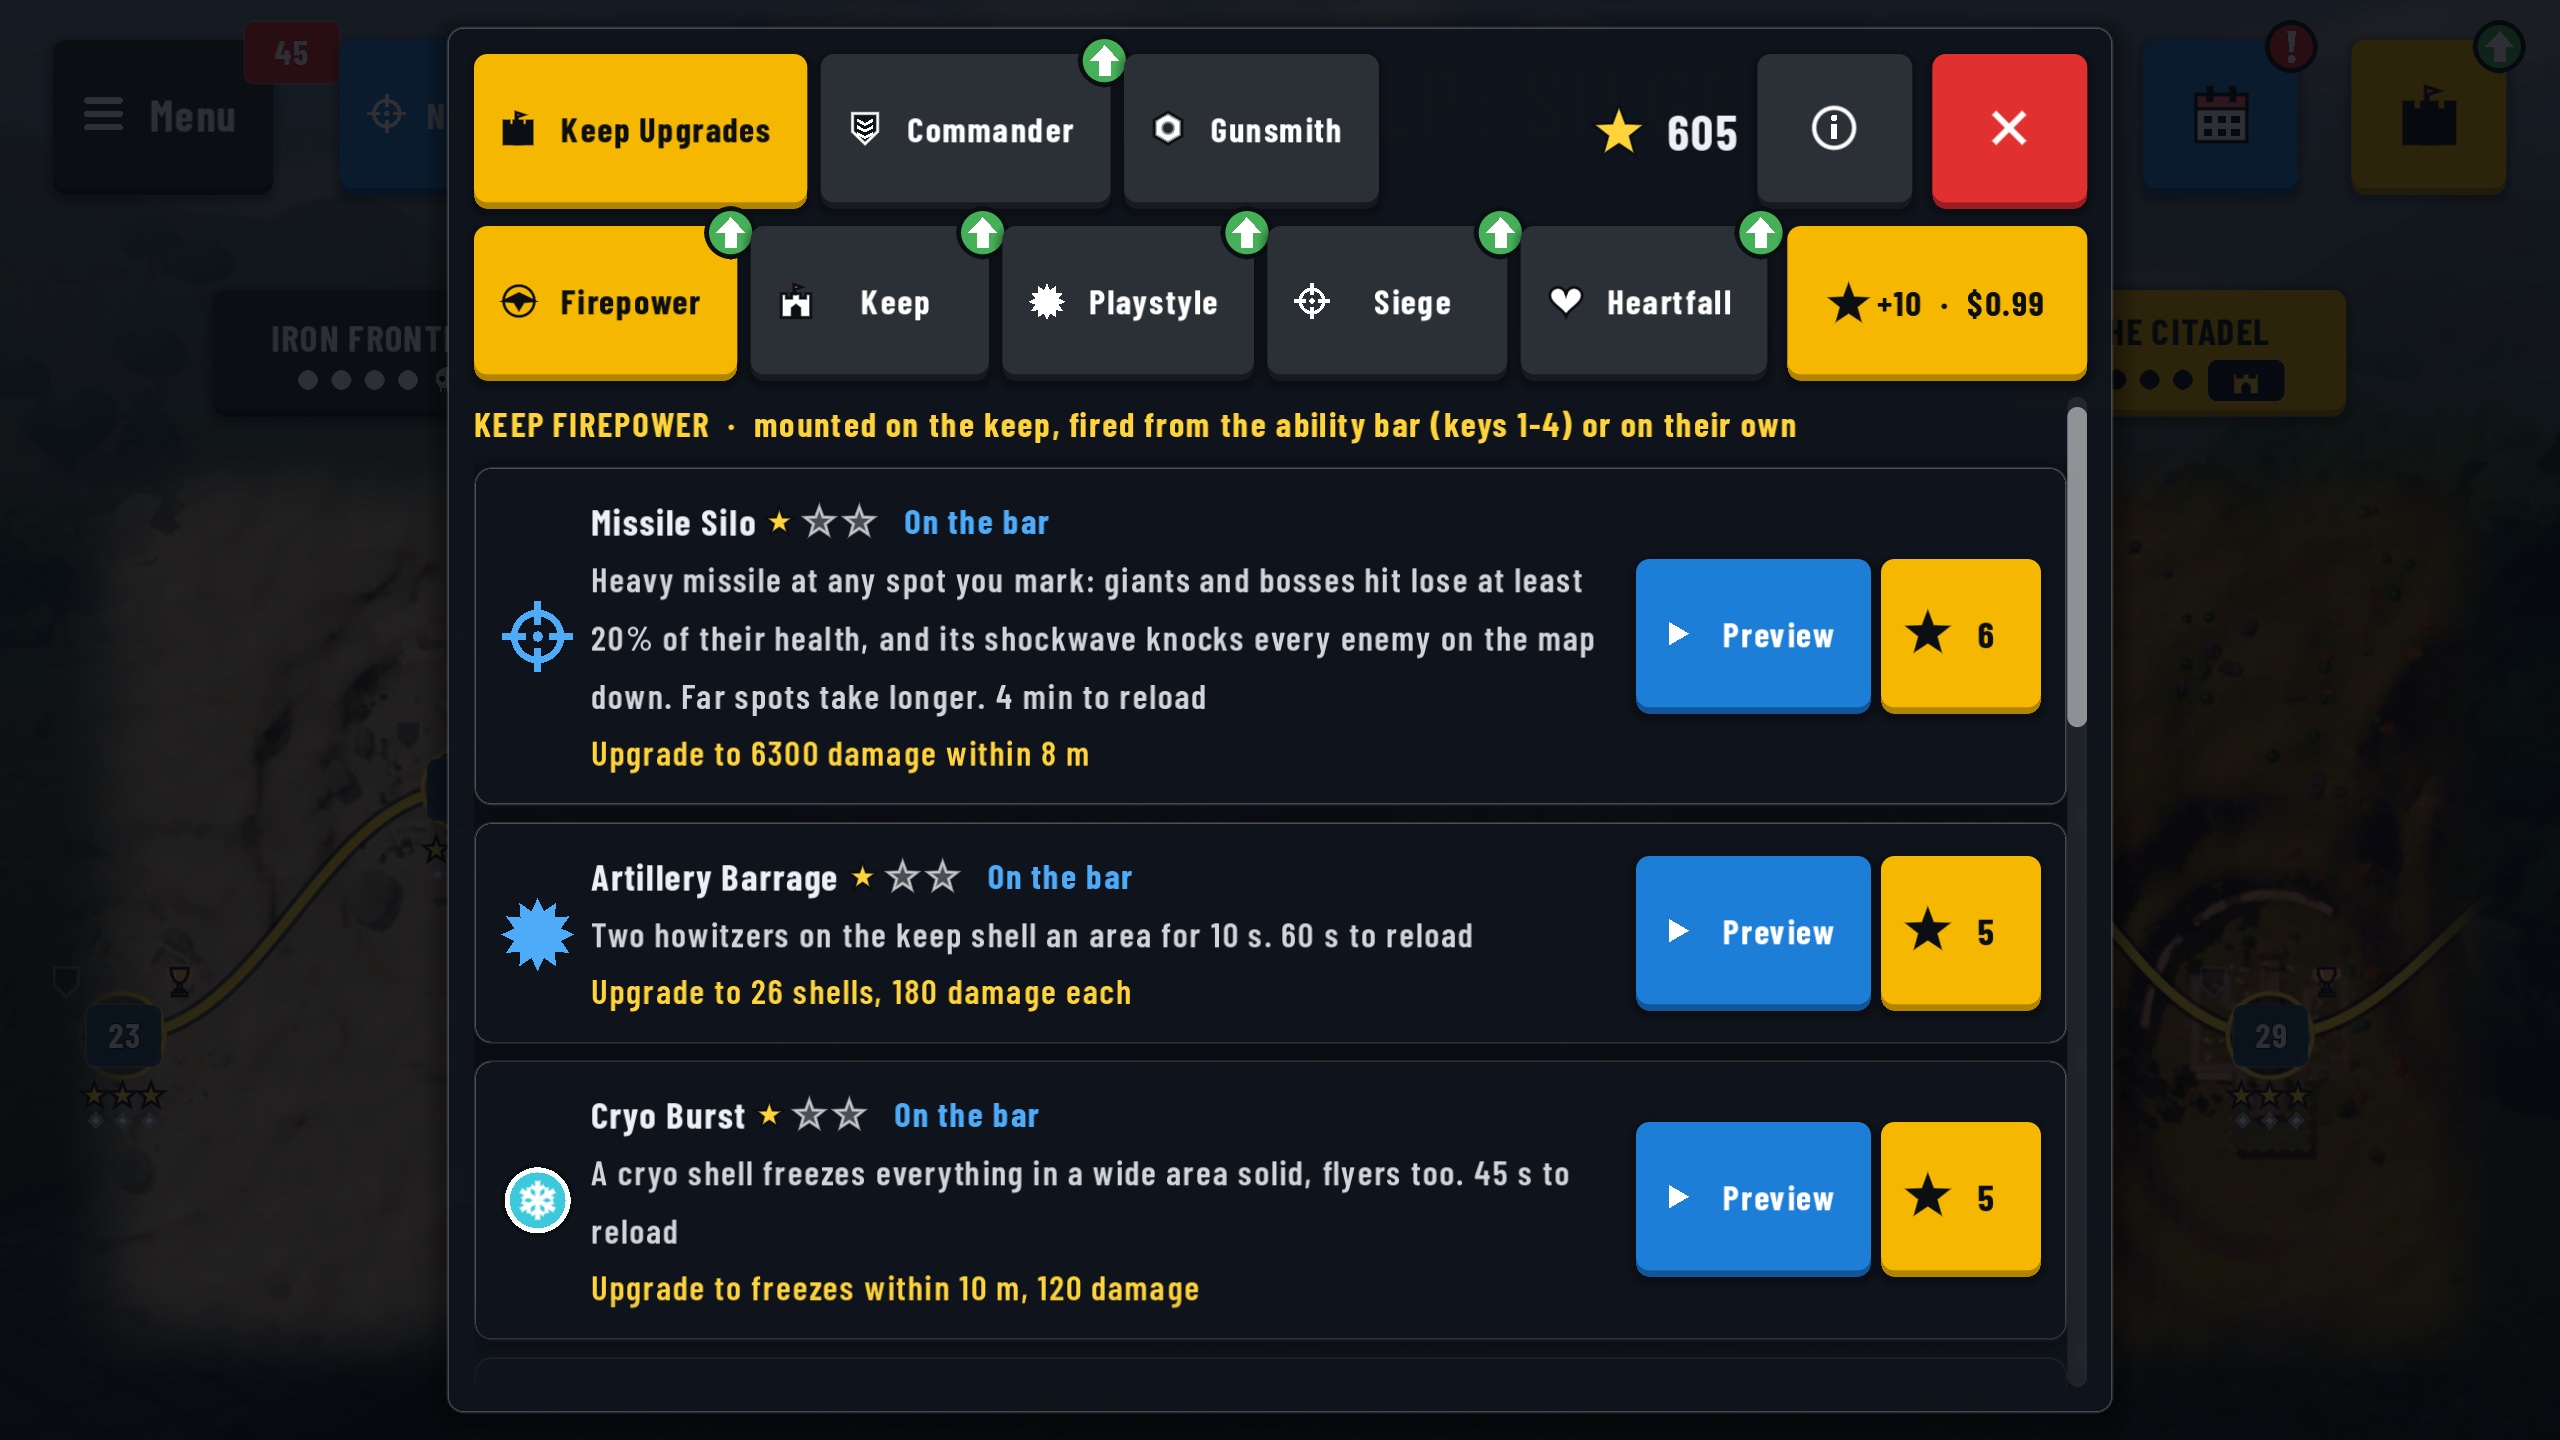 45
Menu
N
Keep Upgrades
Commander
Gunsmith
605
Firepower
Keep
Playstyle
Siege
Heartfall
+10 · $0.99
IRON FRONTI
HE CITADEL
KEEP FIREPOWER · mounted on the keep, fired from the ability bar (keys 1-4) or on their own
Missile Silo On the bar
Heavy missile at any spot you mark: giants and bosses hit lose at least
20% of their health, and its shockwave knocks every enemy on the map
down. Far spots take longer. 4 min to reload
Upgrade to 6300 damage within 8 m
Preview
6
Artillery Barrage On the bar
Two howitzers on the keep shell an area for 10 s. 60 s to reload
Upgrade to 26 shells, 180 damage each
Preview
5
Cryo Burst On the bar
A cryo shell freezes everything in a wide area solid, flyers too. 45 s to
reload
Upgrade to freezes within 10 m, 120 damage
Preview
5
23
29